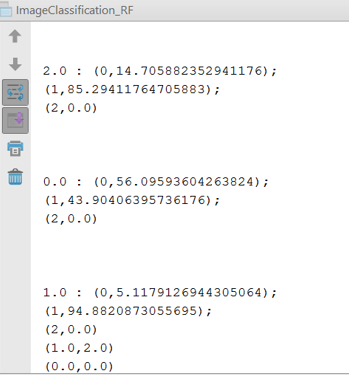 ImageClassification_RF
2.0 : (0,14.705882352941176);
(1,85.29411764705883);
(2,0.0)
0.0 : (0,56.09593604263824);
(1,43.90406395736176);
(2,0.0)
1.0 : (0,5.1179126944305064);
(1,94.8820873055695);
(2,0.0)
(1.0,2.0)
(0.0,0.0)